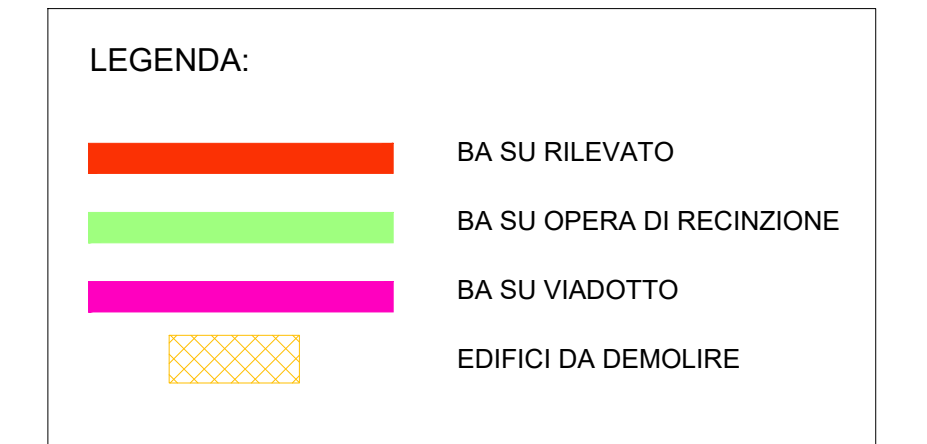 LEGENDA:
BA SU RILEVATO
BA SU OPERA DI RECINZIONE
BA SU VIADOTTO
EDIFICI DA DEMOLIRE